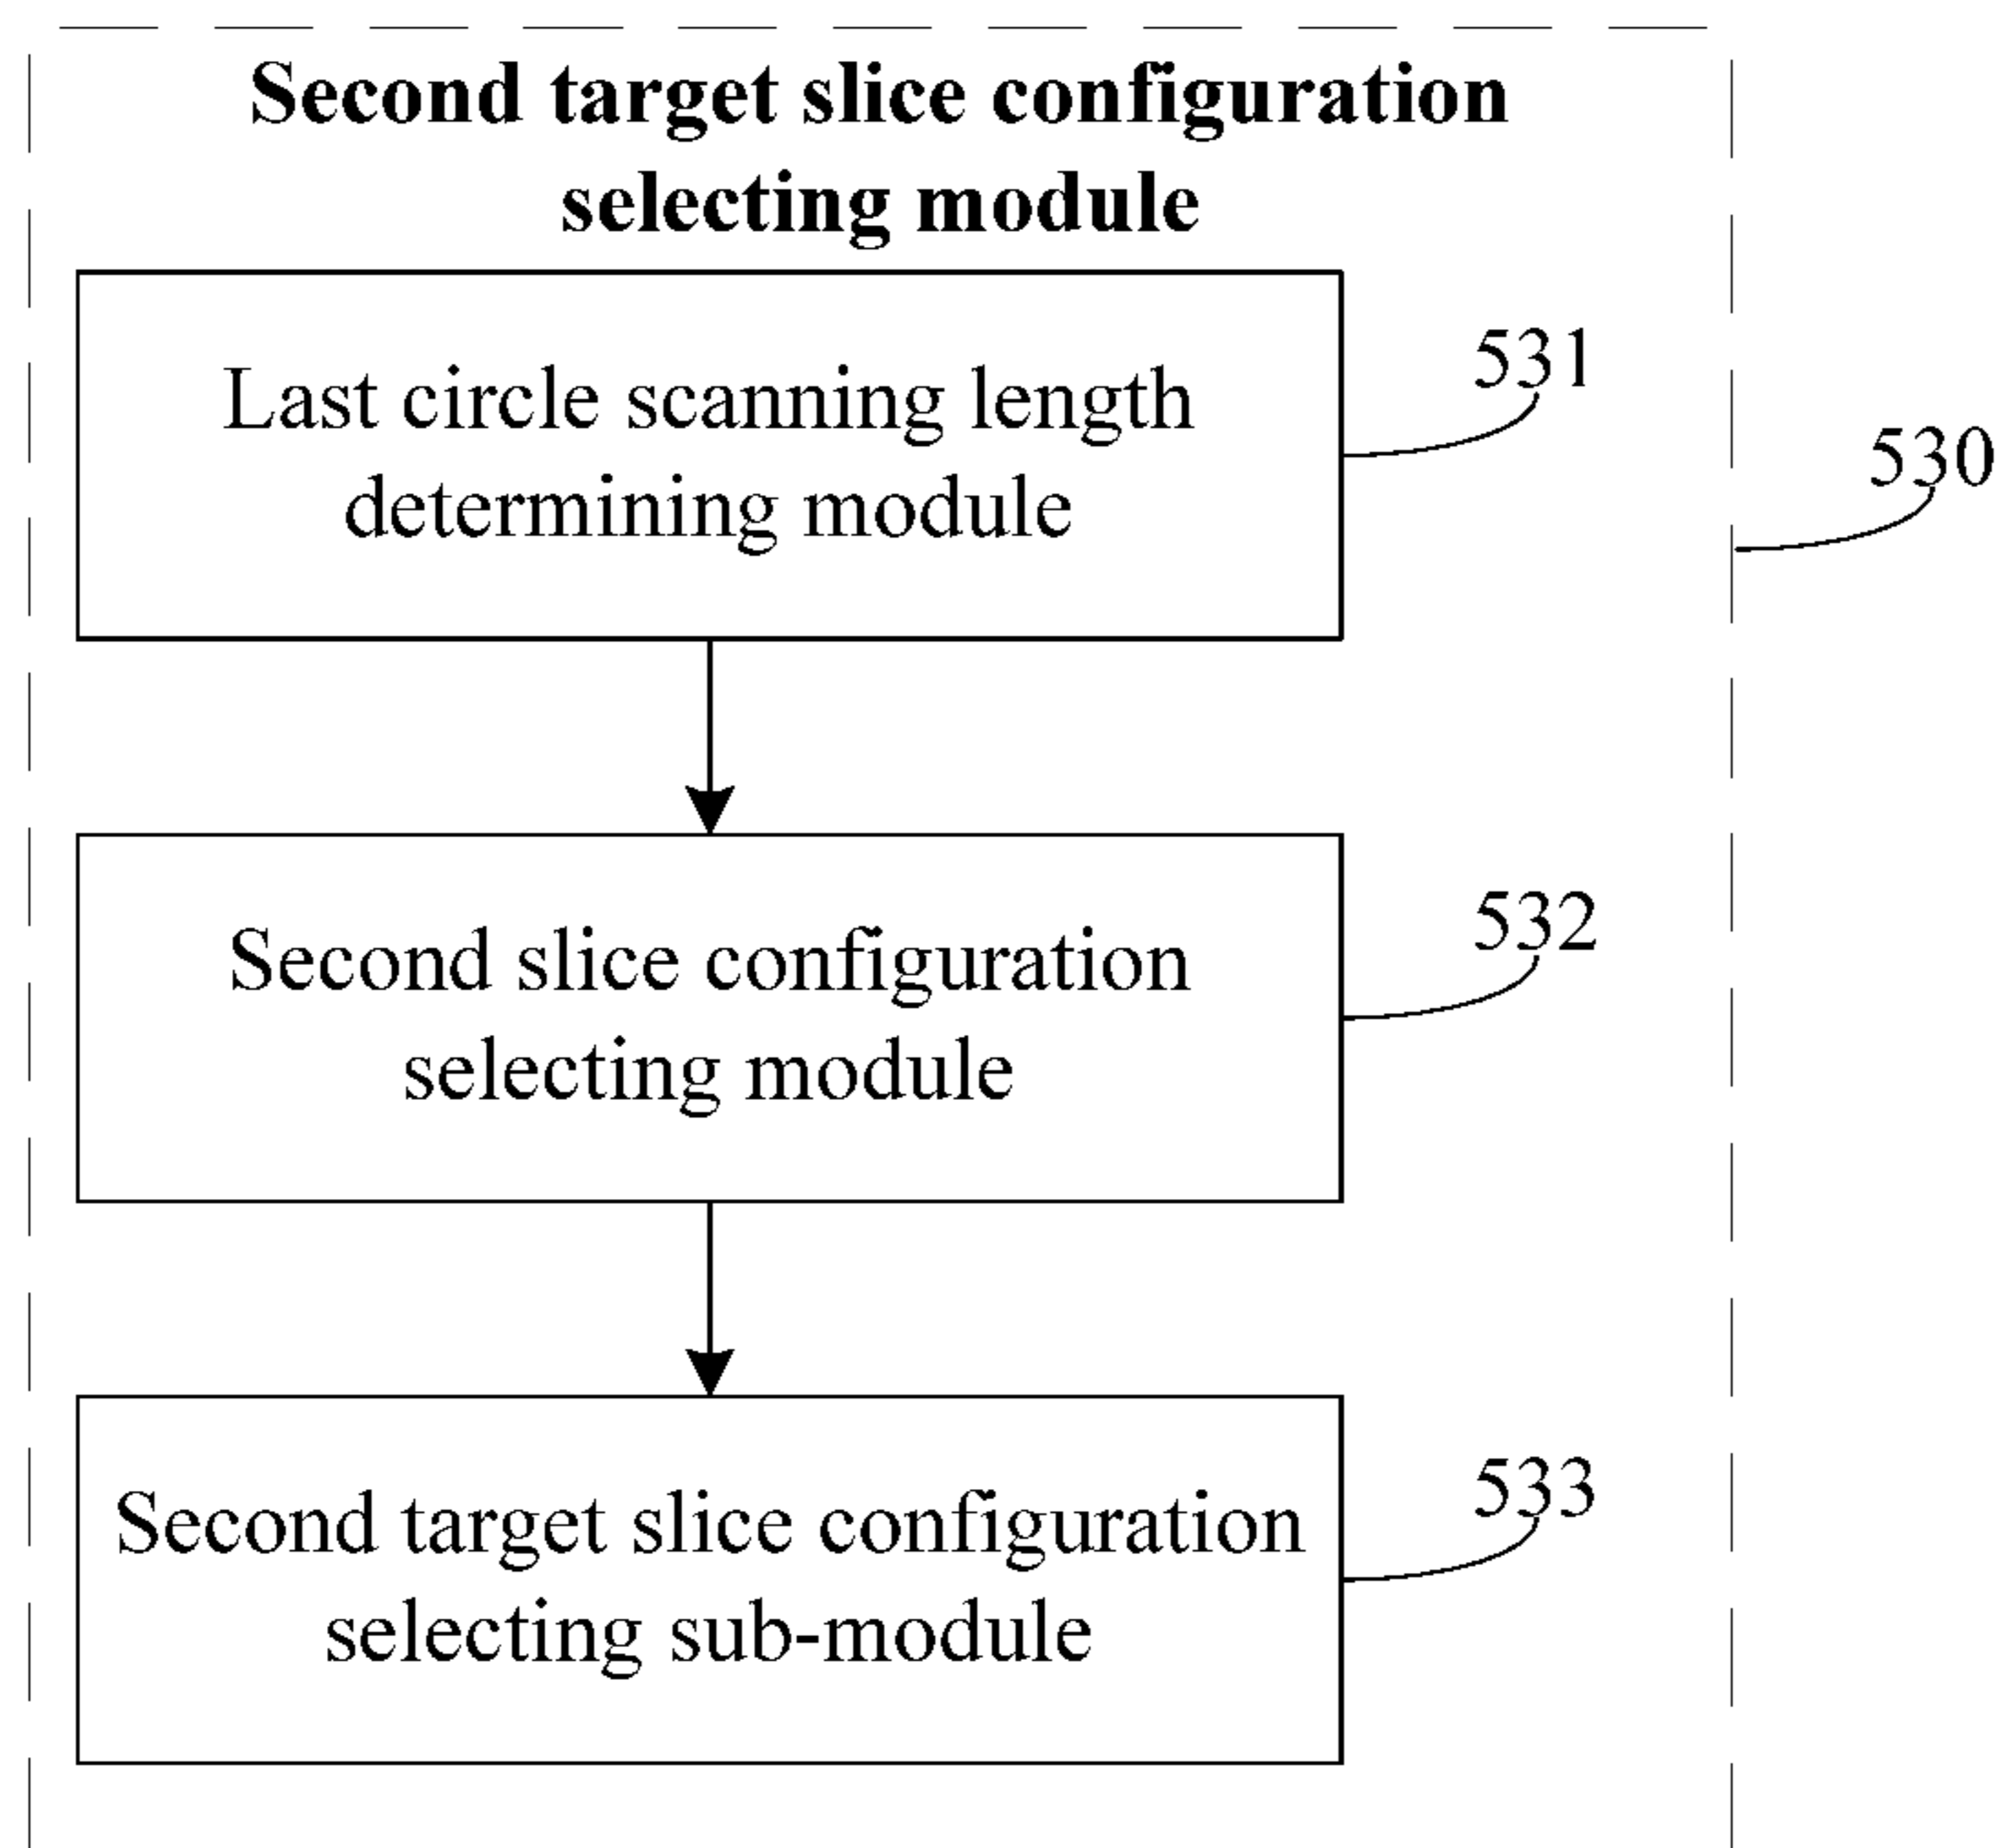 Second target slice configuration
selecting module
Last circle scanning length
determining module
531
530
Second slice configuration
selecting module
532
Second target slice configuration
selecting sub-module
533